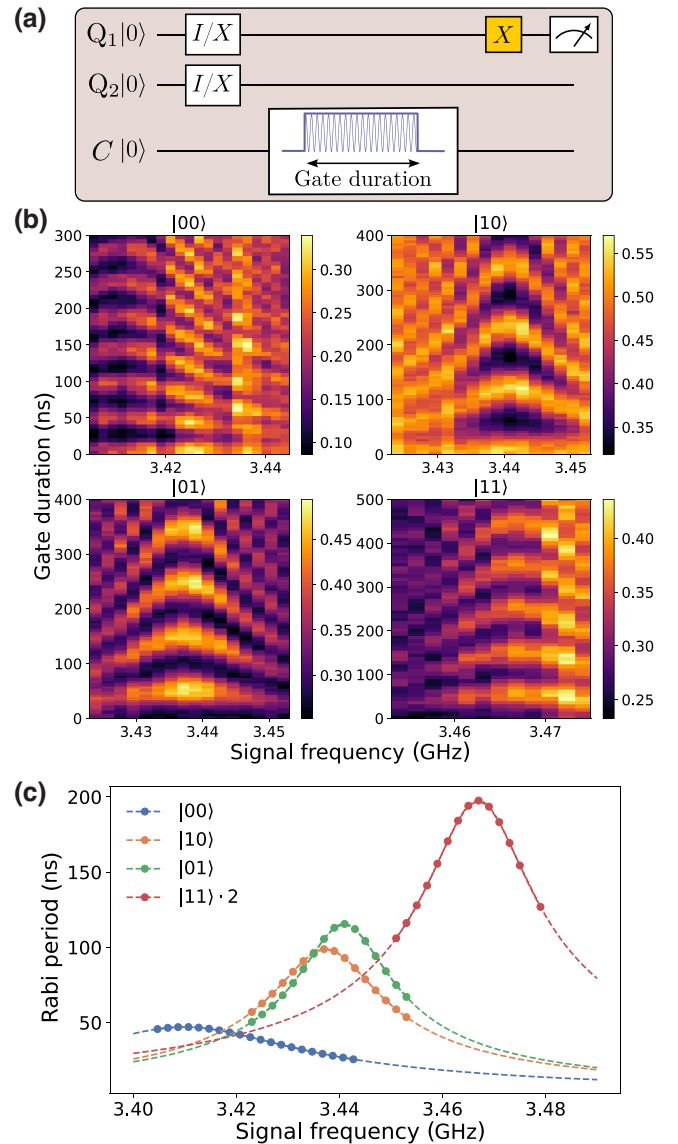 (a)
Q₁|0⟩ I/X X
Q₂|0⟩ I/X
C |0⟩
Gate duration
(b)
|00⟩ |10⟩
300 250 200 150 100 50 0
3.42 3.44
0.30 0.25 0.20 0.15 0.10
400 300 200 100 0
3.43 3.44 3.45
0.55 0.50 0.45 0.40 0.35
Gate duration (ns)
|01⟩ |11⟩
400 300 200 100 0
3.43 3.44 3.45
0.45 0.40 0.35 0.30
500 400 300 200 100 0
3.46 3.47
0.40 0.35 0.30 0.25
Signal frequency (GHz)
(c)
Rabi period (ns)
200
150
100
50
|00⟩
|10⟩
|01⟩
|11⟩ · 2
3.40 3.42 3.44 3.46 3.48
Signal frequency (GHz)